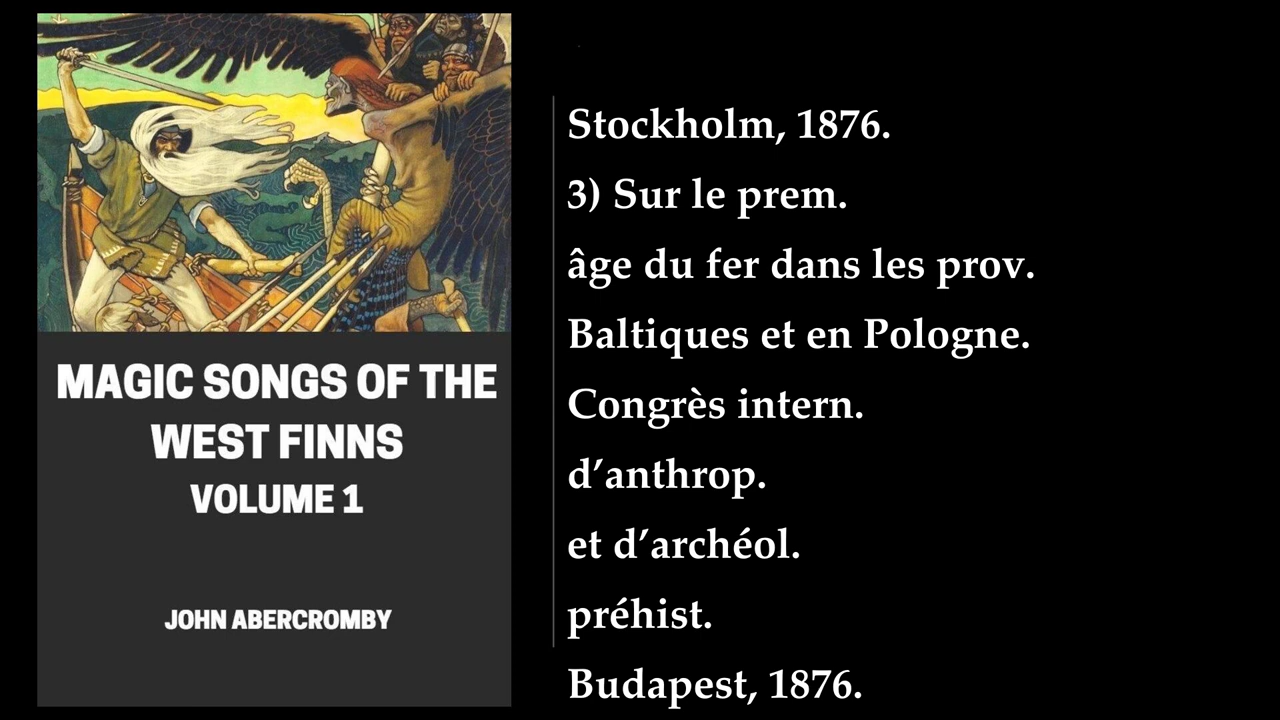 MAGIC SONGS OF THE
WEST FINNS
VOLUME 1
JOHN ABERCROMBY
Stockholm, 1876.
3) Sur le prem.
âge du fer dans les prov.
Baltiques et en Pologne.
Congrès intern.
d’anthrop.
et d’archéol.
préhist.
Budapest, 1876.